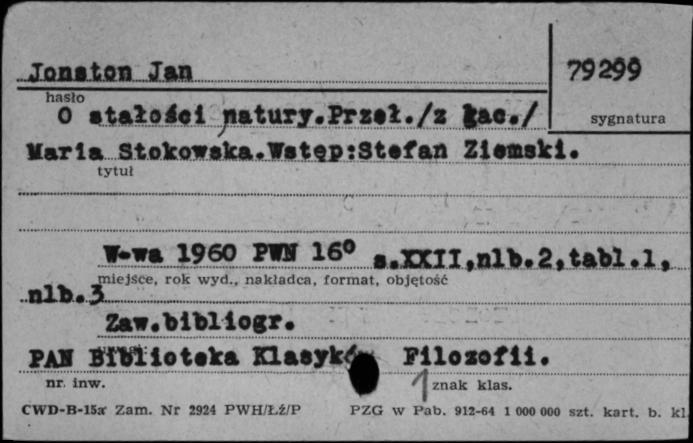 Jonston Jan
79299
hasło
sygnatura
O stałości natury.Przeł./z łac./
Maria Stokowska.Wstęp:Stefan Ziemski.
tytuł
W-wa 1960 PWN 16º s.XXII,nlb.2,tabl.1,
miejsce, rok wyd., nakładca, format, objętość
nlb.3
Zaw.bibliogr.
PAN Biblioteka Klasyków Filozofii.
nr. inw.
znak klas.
CWD-B-15a Zam. Nr 2924 PWH/Łź/P PZG w Pab. 912-64 1 000 000 szt. kart. b. kl